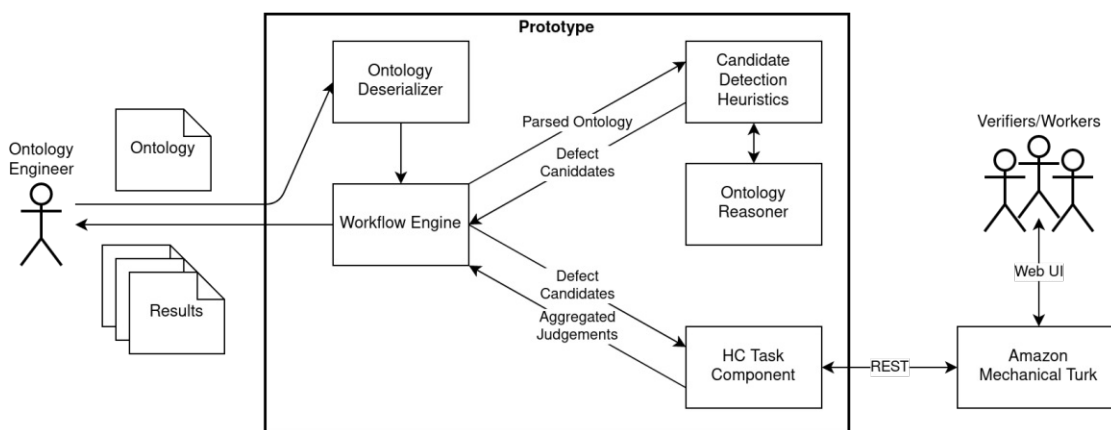 Prototype
Ontology
Deserializer
Candidate
Detection
Heuristics
Ontology
Engineer
Ontology
Parsed Ontology
Defect
Caniddates
Verifiers/Workers
Workflow Engine
Ontology
Reasoner
Results
Defect
Candidates
Aggregated
Judgements
Web UI
HC Task
Component
REST
Amazon
Mechanical Turk